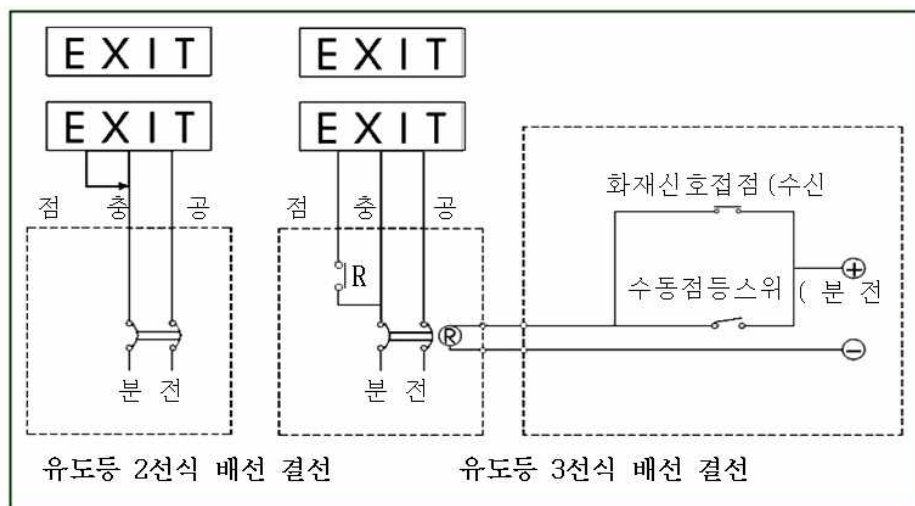 EXIT EXIT
EXIT EXIT
점 충 공 점 충 공
화재신호접점(수신
R
수동점등스위 ( 분 전
+
R
−
분 전 분 전
유도등 2선식 배선 결선 유도등 3선식 배선 결선